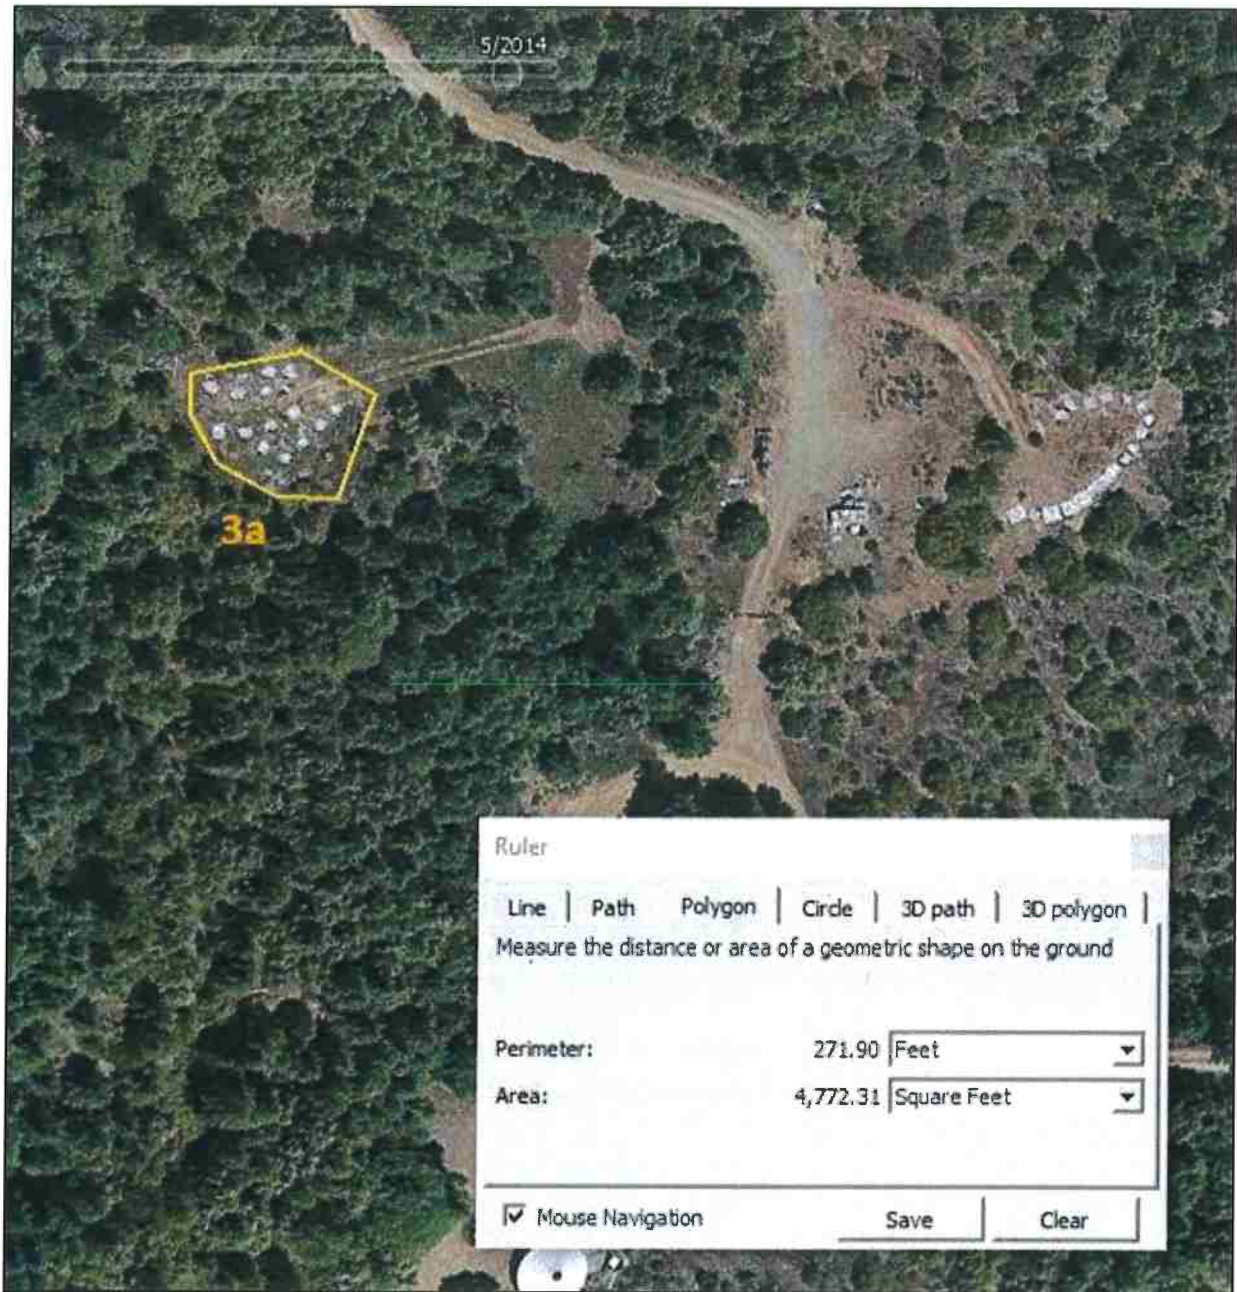 5/2014
3a
Ruler
Line | Path Polygon | Circle | 3D path | 3D polygon |
Measure the distance or area of a geometric shape on the ground
Perimeter: 271.90 Feet
Area: 4,772.31 Square Feet
Mouse Navigation Save Clear